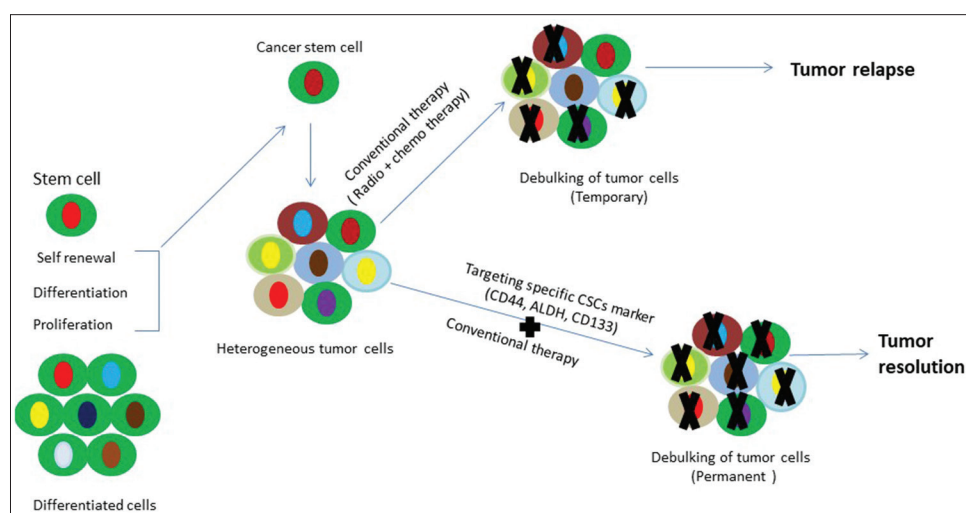 Cancer stem cell
Stem cell
Self renewal
Differentiation
Proliferation
Differentiated cells
Heterogeneous tumor cells
Conventional therapy
( Radio + chemo therapy)
Debulking of tumor cells
(Temporary)
Tumor relapse
Targeting specific CSCs marker
(CD44, ALDH, CD133)
Conventional therapy
Debulking of tumor cells
(Permanent )
Tumor
resolution